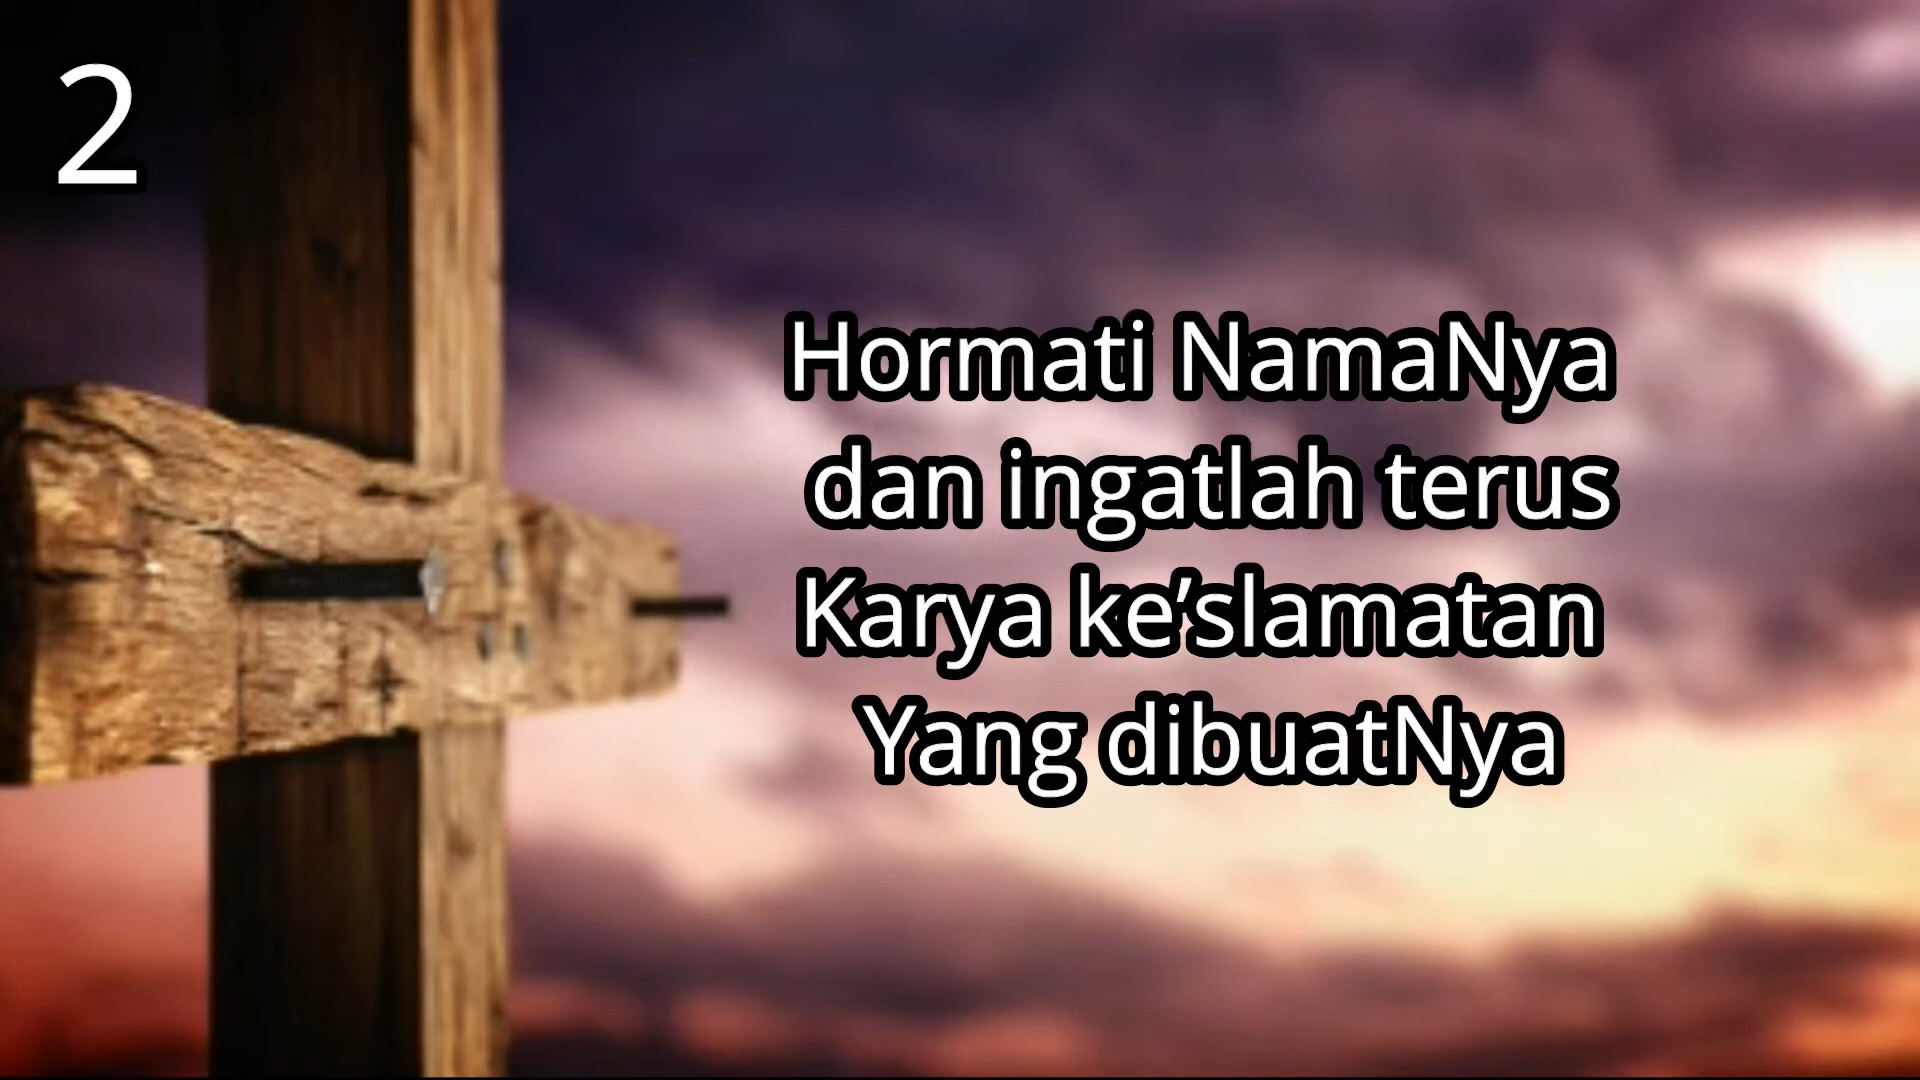 2
Hormati NamaNya
dan ingatlah terus
Karya ke’slamatan
Yang dibuatNya